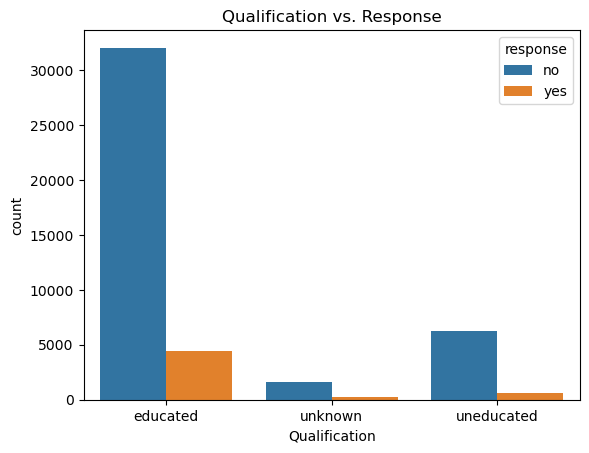 Qualification vs. Response
response
no
yes
30000
25000
20000
15000
10000
5000
0
count
educated
unknown
uneducated
Qualification